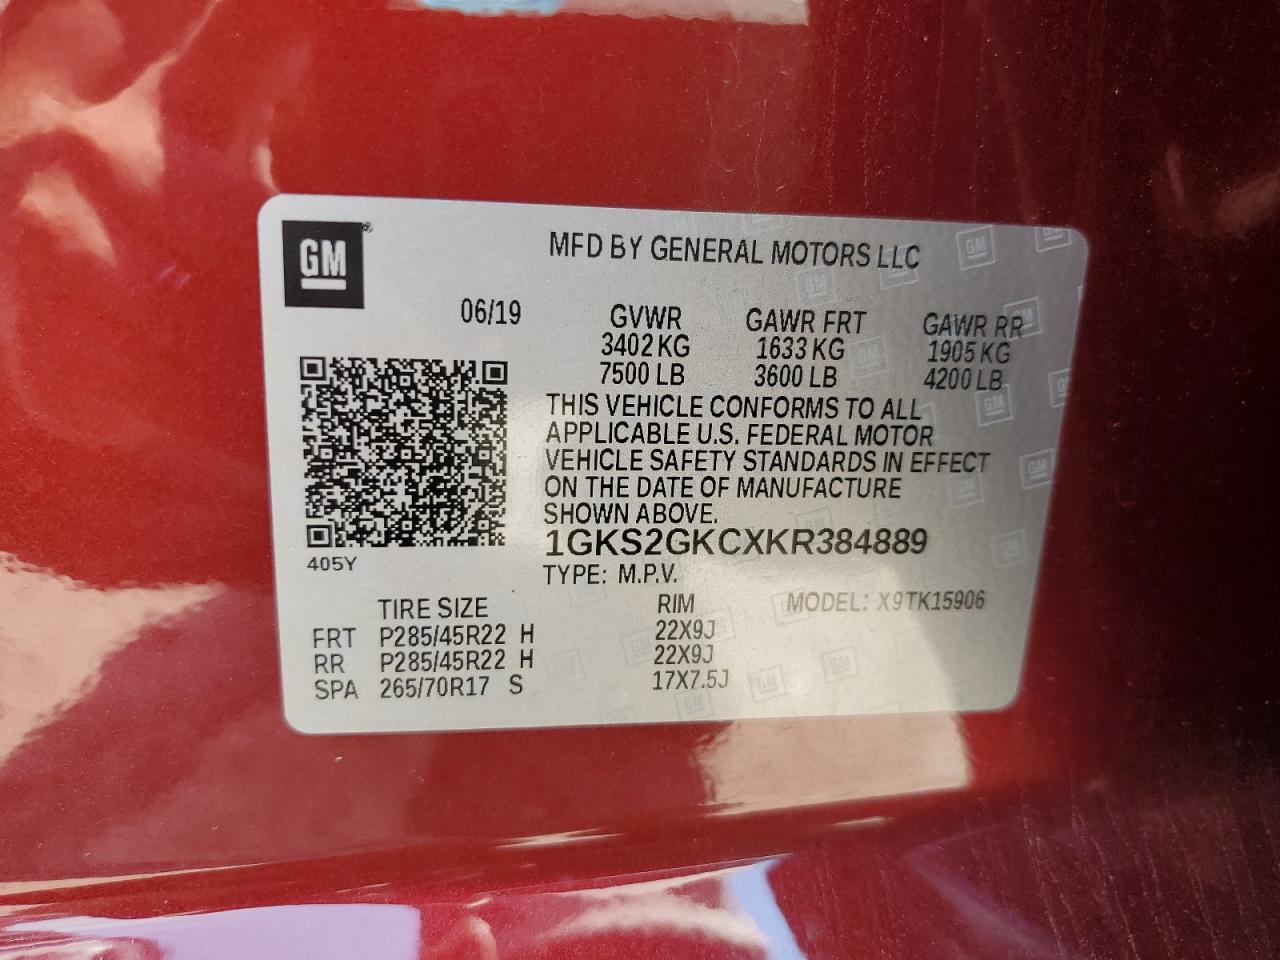 GM
MFD BY GENERAL MOTORS LLC
06/19
GVWR GAWR FRT GAWR RR
3402 KG 1633 KG 1905 KG
7500 LB 3600 LB 4200 LB
THIS VEHICLE CONFORMS TO ALL
APPLICABLE U.S. FEDERAL MOTOR
VEHICLE SAFETY STANDARDS IN EFFECT
ON THE DATE OF MANUFACTURE
SHOWN ABOVE.
1GKS2GKCXKR384889
405Y
TYPE: M.P.V.
TIRE SIZE RIM MODEL: X9TK15906
FRT P285/45R22 H 22X9J
RR P285/45R22 H 22X9J
SPA 265/70R17 S 17X7.5J